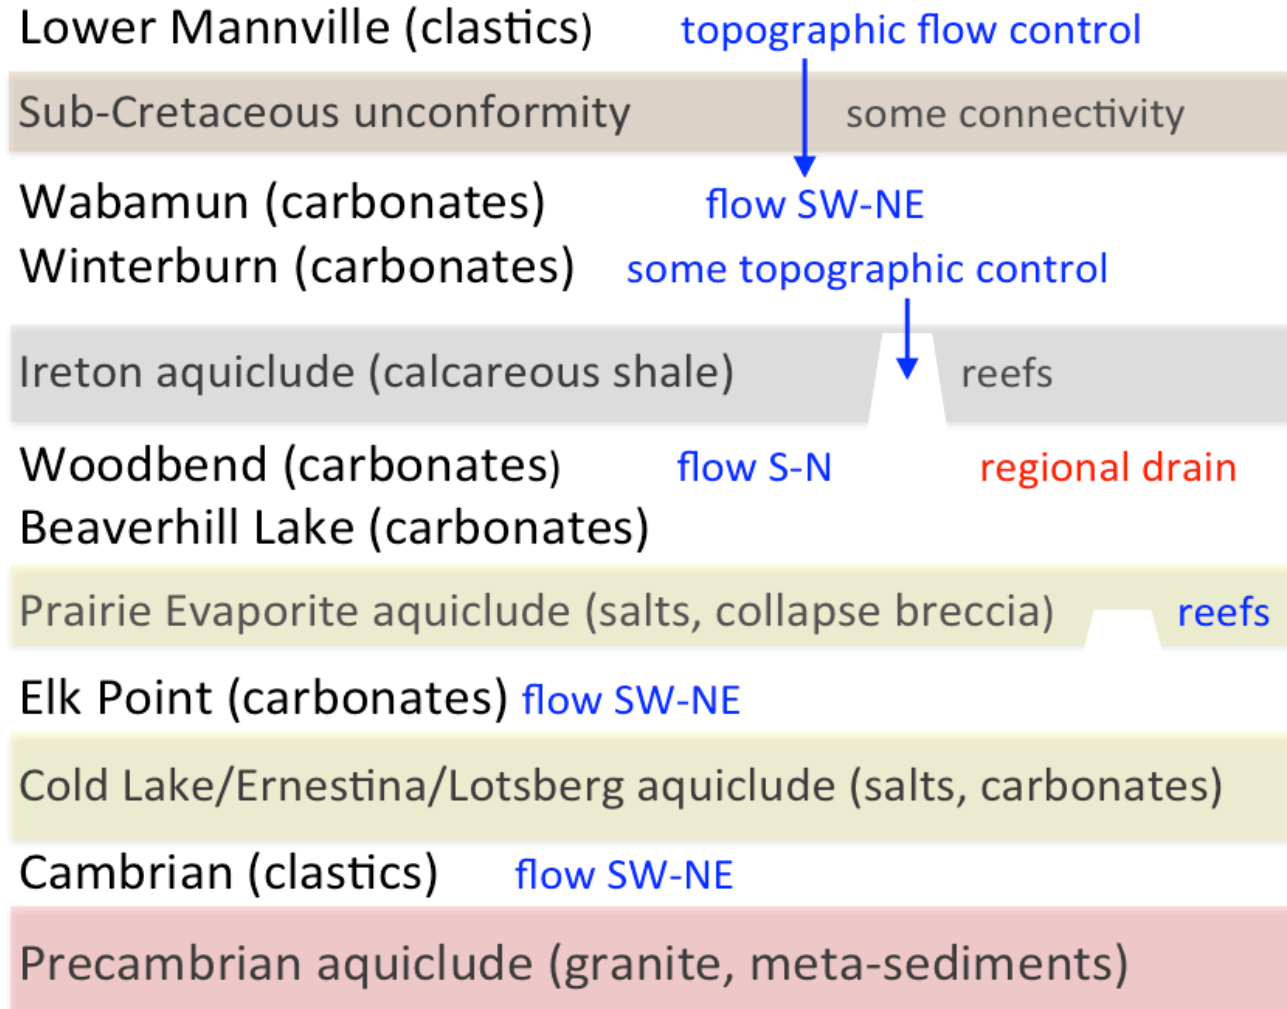 Lower Mannville (clastics) topographic flow control
Sub-Cretaceous unconformity some connectivity
Wabamun (carbonates) flow SW-NE
Winterburn (carbonates) some topographic control
Ireton aquiclude (calcareous shale) reefs
Woodbend (carbonates) flow S-N regional drain
Beaverhill Lake (carbonates)
Prairie Evaporite aquiclude (salts, collapse breccia) reefs
Elk Point (carbonates) flow SW-NE
Cold Lake/Ernestina/Lotsberg aquiclude (salts, carbonates)
Cambrian (clastics) flow SW-NE
Precambrian aquiclude (granite, meta-sediments)